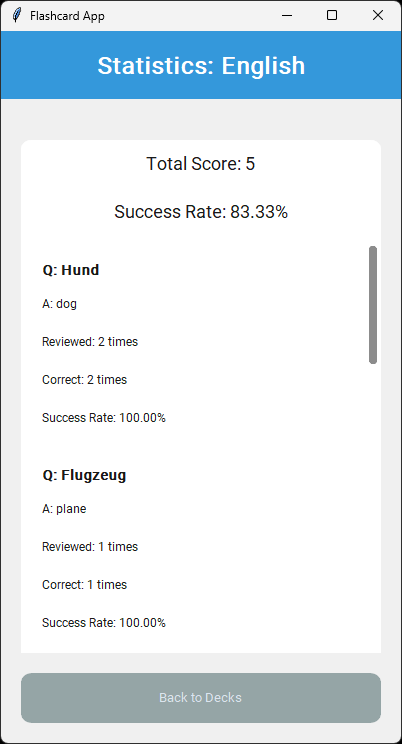 Flashcard App
Statistics: English
Total Score: 5
Success Rate: 83.33%
Q: Hund
A: dog
Reviewed: 2 times
Correct: 2 times
Success Rate: 100.00%
Q: Flugzeug
A: plane
Reviewed: 1 times
Correct: 1 times
Success Rate: 100.00%
Back to Decks